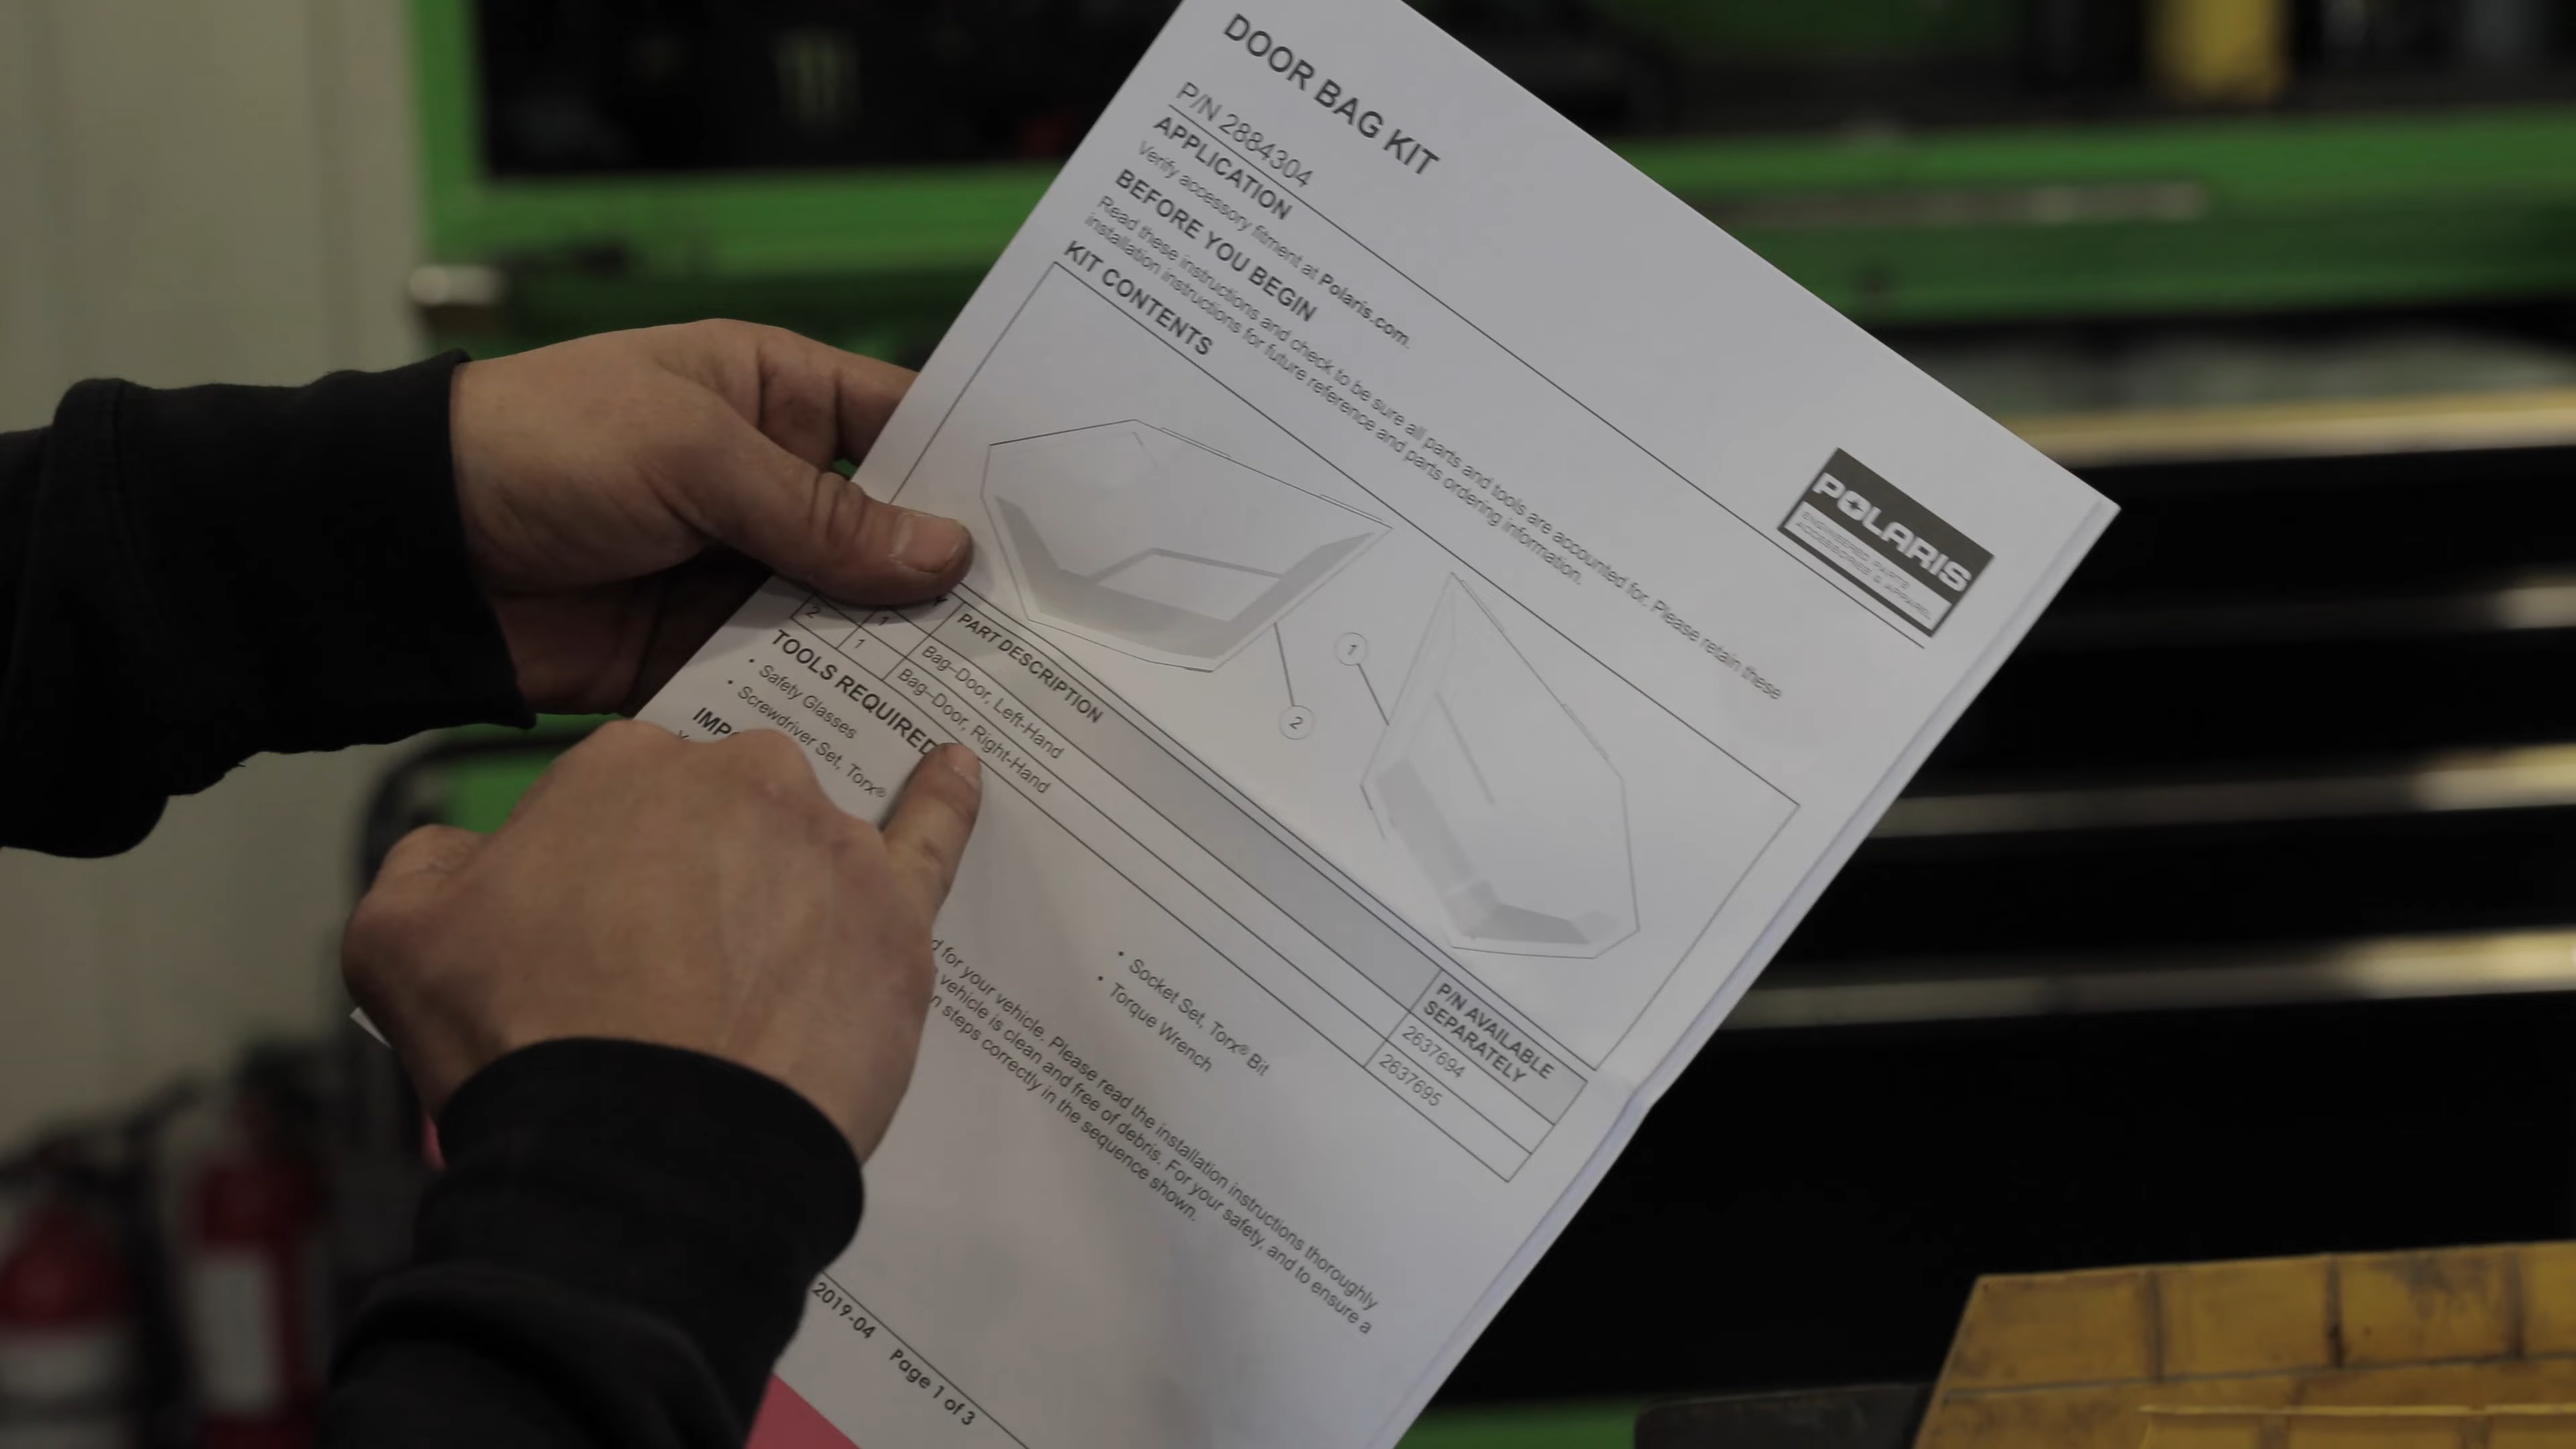 DOOR BAG KIT
P/N 2884304
APPLICATION
Verify accessory fitment at Polaris.com.
BEFORE YOU BEGIN
Read these instructions and check to be sure all parts and tools are accounted for. Please retain these
installation instructions for future reference and parts ordering information.
KIT CONTENTS
POLARIS
ENGINEERED PARTS
ACCESSORIES & APPAREL
1
2
PART DESCRIPTION P/N AVAILABLE
SEPARATELY
1 Bag–Door, Left-Hand 2637694
2 1 Bag–Door, Right-Hand 2637695
TOOLS REQUIRED
• Safety Glasses
• Screwdriver Set, Torx®
• Socket Set, Torx® Bit
• Torque Wrench
for your vehicle. Please read the installation instructions thoroughly
vehicle is clean and free of debris. For your safety, and to ensure a
steps correctly in the sequence shown.
2019-04 Page 1 of 3